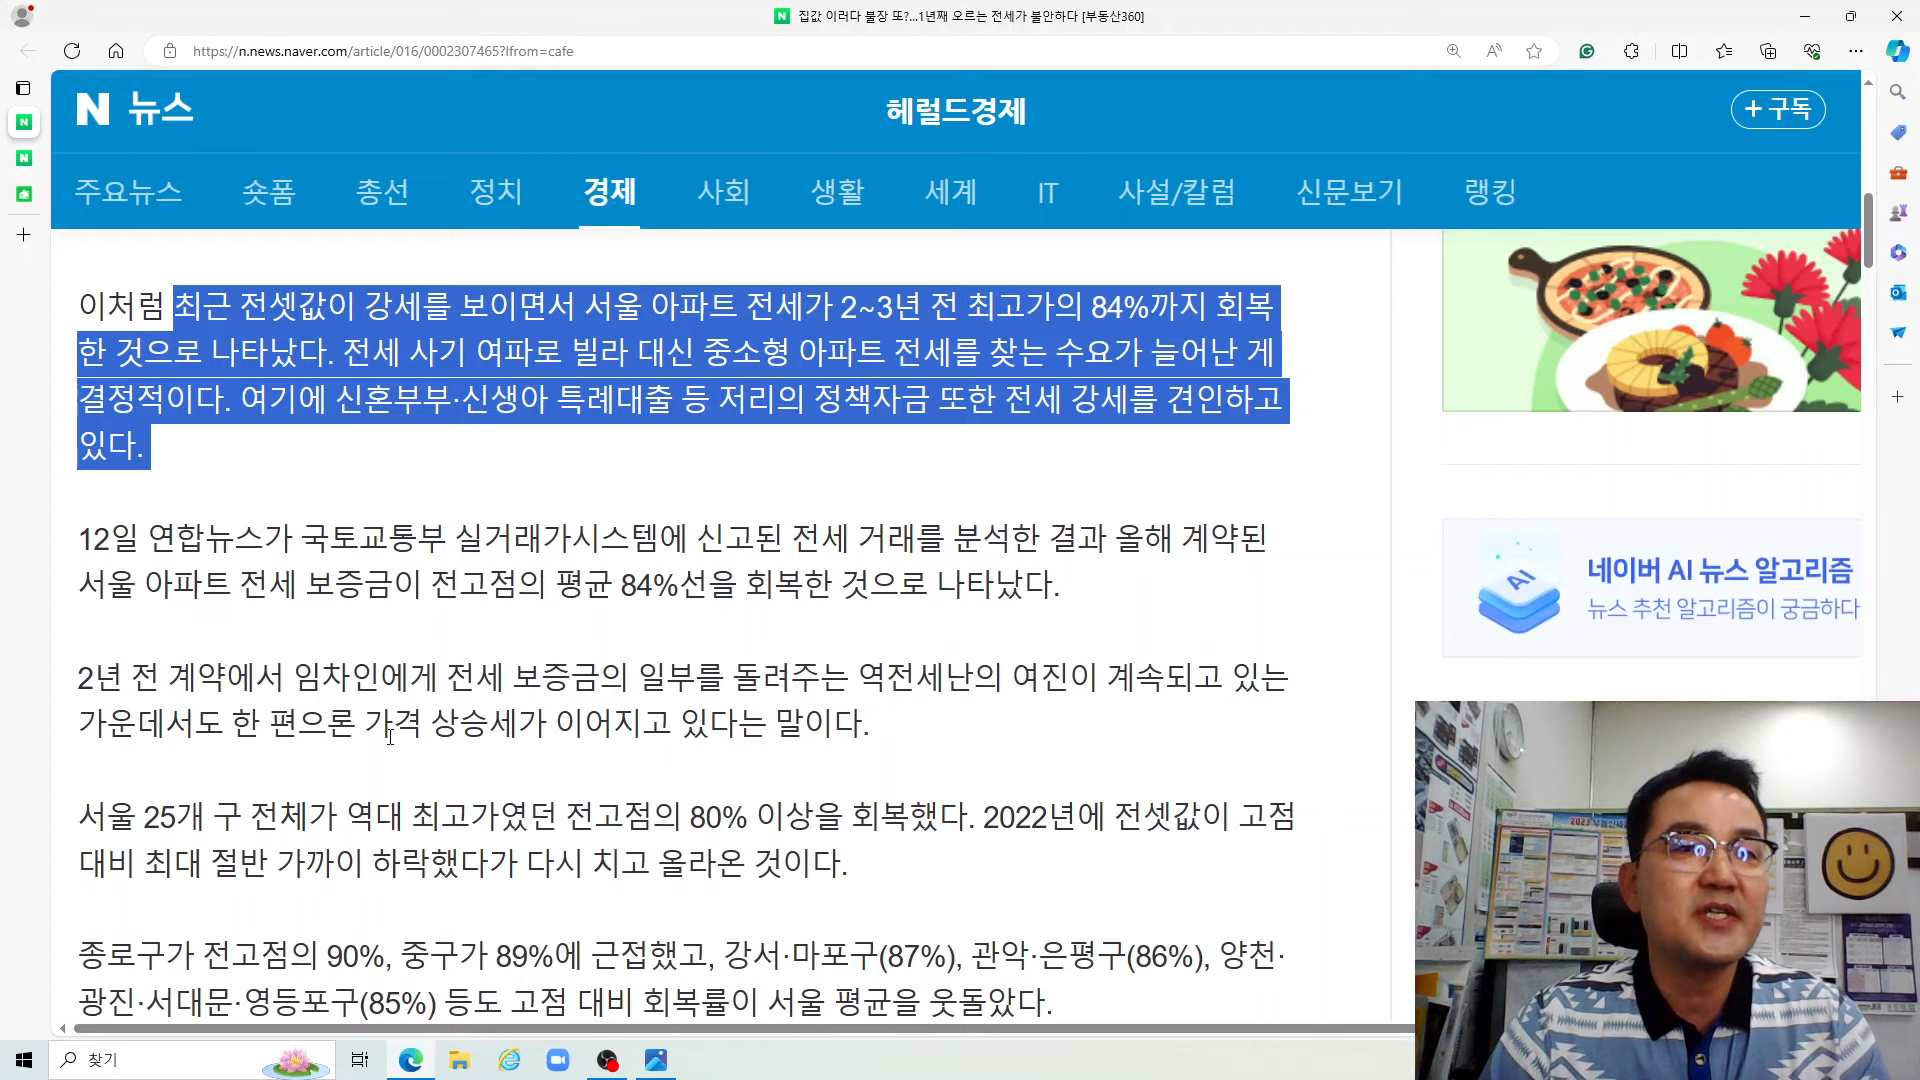 집값 이러다 불장 또?...1년째 오르는 전세가 불안하다 [부동산360]
https://n.news.naver.com/article/016/0002307465?lfrom=cafe
N 뉴스
헤럴드경제
+ 구독
주요뉴스 숏폼 총선 정치 경제 사회 생활 세계 IT 사설/칼럼 신문보기 랭킹
이처럼 최근 전셋값이 강세를 보이면서 서울 아파트 전세가 2~3년 전 최고가의 84%까지 회복
한 것으로 나타났다. 전세 사기 여파로 빌라 대신 중소형 아파트 전세를 찾는 수요가 늘어난 게
결정적이다. 여기에 신혼부부·신생아 특례대출 등 저리의 정책자금 또한 전세 강세를 견인하고
있다.
12일 연합뉴스가 국토교통부 실거래가시스템에 신고된 전세 거래를 분석한 결과 올해 계약된
서울 아파트 전세 보증금이 전고점의 평균 84%선을 회복한 것으로 나타났다.
2년 전 계약에서 임차인에게 전세 보증금의 일부를 돌려주는 역전세난의 여진이 계속되고 있는
가운데서도 한 편으론 가격 상승세가 이어지고 있다는 말이다.
서울 25개 구 전체가 역대 최고가였던 전고점의 80% 이상을 회복했다. 2022년에 전셋값이 고점
대비 최대 절반 가까이 하락했다가 다시 치고 올라온 것이다.
종로구가 전고점의 90%, 중구가 89%에 근접했고, 강서·마포구(87%), 관악·은평구(86%), 양천·
광진·서대문·영등포구(85%) 등도 고점 대비 회복률이 서울 평균을 웃돌았다.
AI
네이버 AI 뉴스 알고리즘
뉴스 추천 알고리즘이 궁금하다
찾기